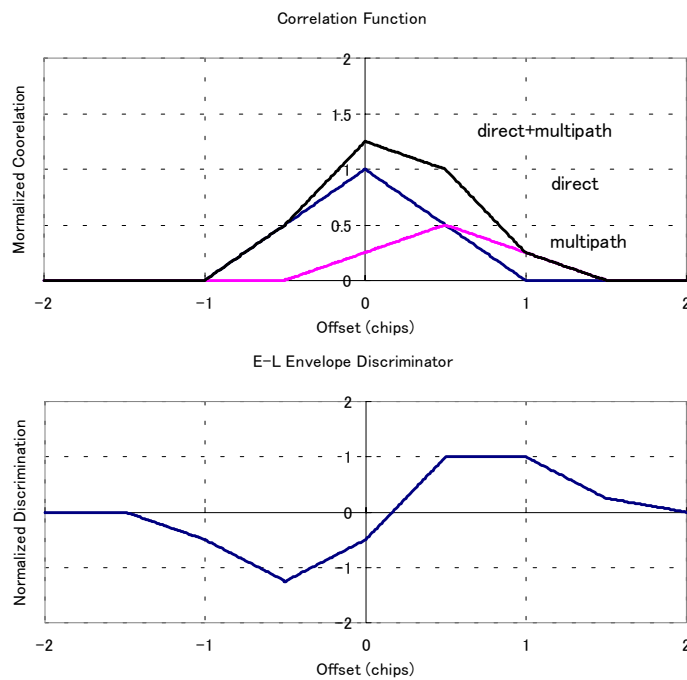 Correlation Function
Mormalized Coorelation
2
1.5
1
0.5
0
direct+multipath
direct
multipath
-2
-1
0
1
2
Offset (chips)
E-L Envelope Discriminator
Normalized Discrimination
2
1
0
-1
-2
-2
-1
0
1
2
Offset (chips)